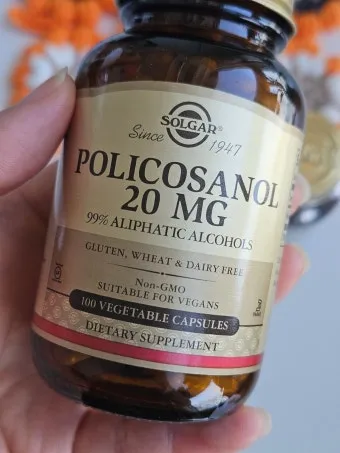 SOLGAR®
Since 1947
POLICOSANOL
20 MG
99% ALIPHATIC ALCOHOLS
GLUTEN, WHEAT & DAIRY FREE
Non-GMO
SUITABLE FOR VEGANS
100 VEGETABLE CAPSULES
DIETARY SUPPLEMENT